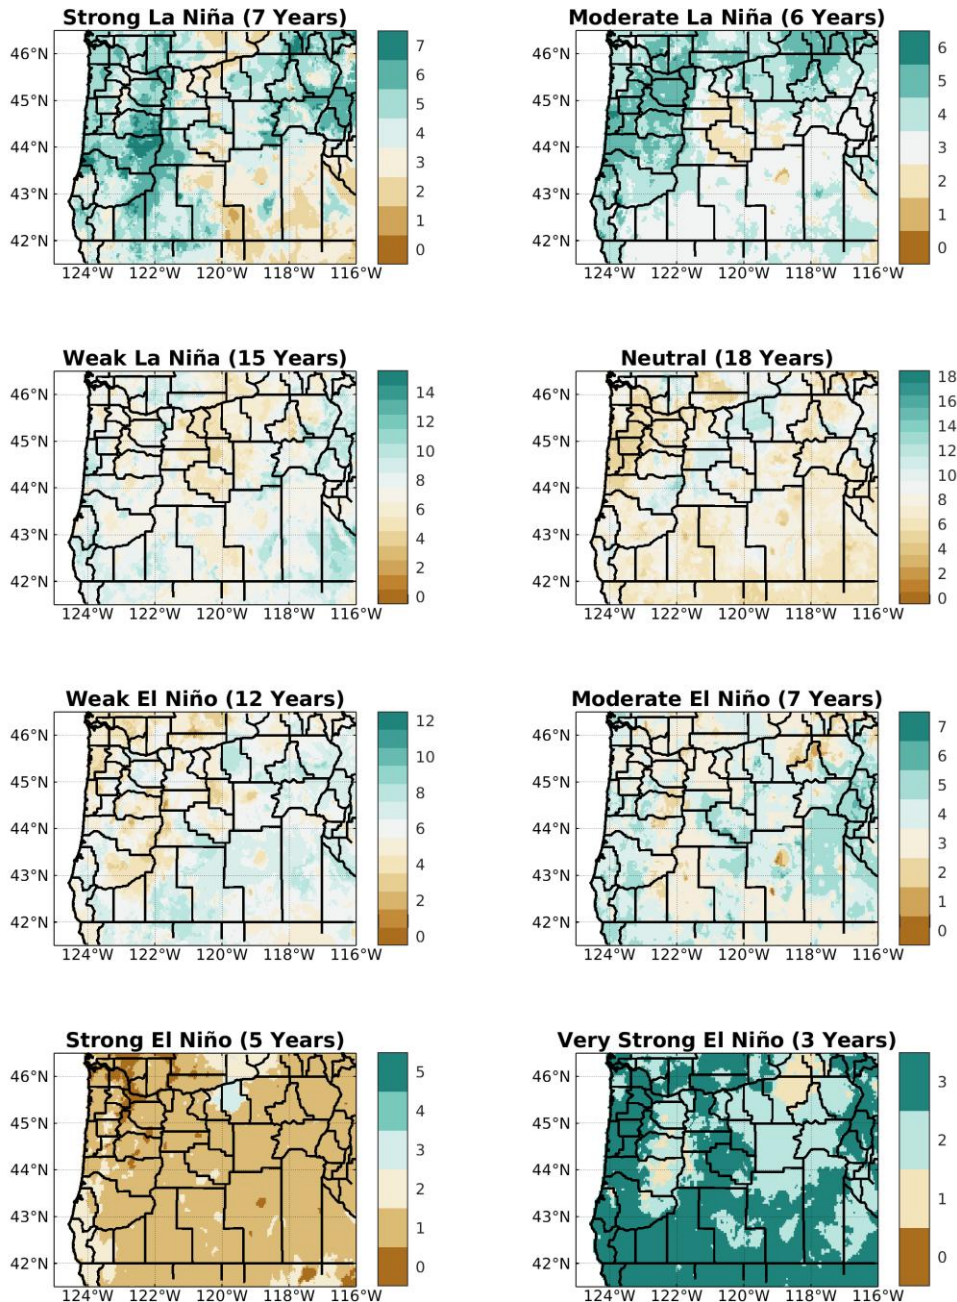 Strong La Niña (7 Years)
46°N
45°N
44°N
43°N
42°N
124°W 122°W 120°W 118°W 116°W
7
6
5
4
3
2
1
0
Moderate La Niña (6 Years)
46°N
45°N
44°N
43°N
42°N
124°W 122°W 120°W 118°W 116°W
6
5
4
3
2
1
0
Weak La Niña (15 Years)
46°N
45°N
44°N
43°N
42°N
124°W 122°W 120°W 118°W 116°W
14
12
10
8
6
4
2
0
Neutral (18 Years)
46°N
45°N
44°N
43°N
42°N
124°W 122°W 120°W 118°W 116°W
18
16
14
12
10
8
6
4
2
0
Weak El Niño (12 Years)
46°N
45°N
44°N
43°N
42°N
124°W 122°W 120°W 118°W 116°W
12
10
8
6
4
2
0
Moderate El Niño (7 Years)
46°N
45°N
44°N
43°N
42°N
124°W 122°W 120°W 118°W 116°W
7
6
5
4
3
2
1
0
Strong El Niño (5 Years)
46°N
45°N
44°N
43°N
42°N
124°W 122°W 120°W 118°W 116°W
5
4
3
2
1
0
Very Strong El Niño (3 Years)
46°N
45°N
44°N
43°N
42°N
124°W 122°W 120°W 118°W 116°W
3
2
1
0